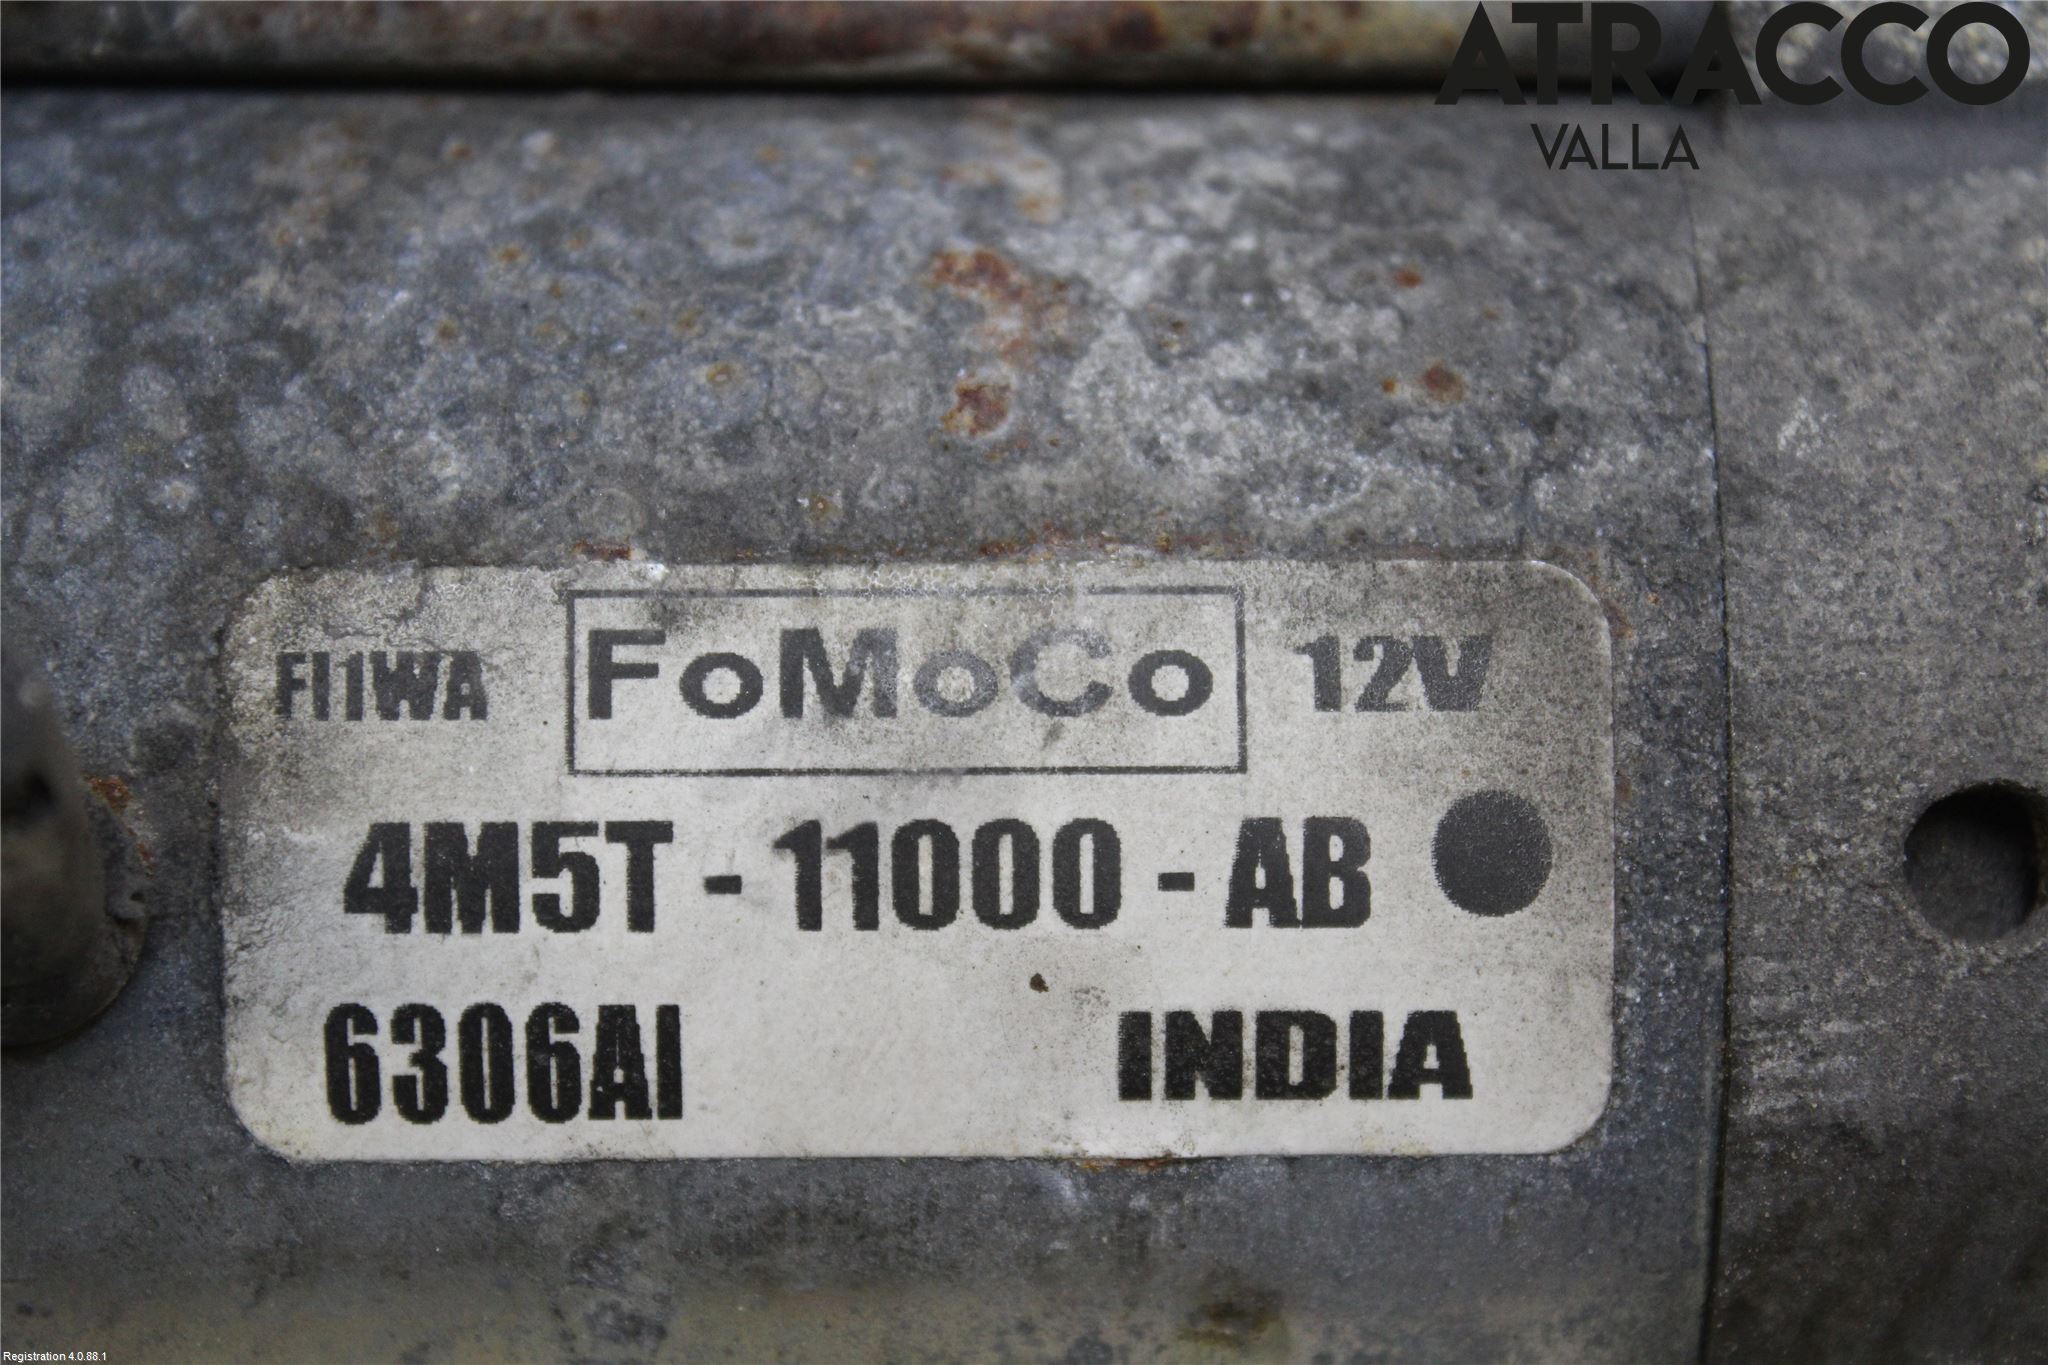 ATRACCO
VALLA
FI1WA FoMoCo 12V
4M5T - 11000 - AB
6306AI INDIA
Registration 4.0.88.1